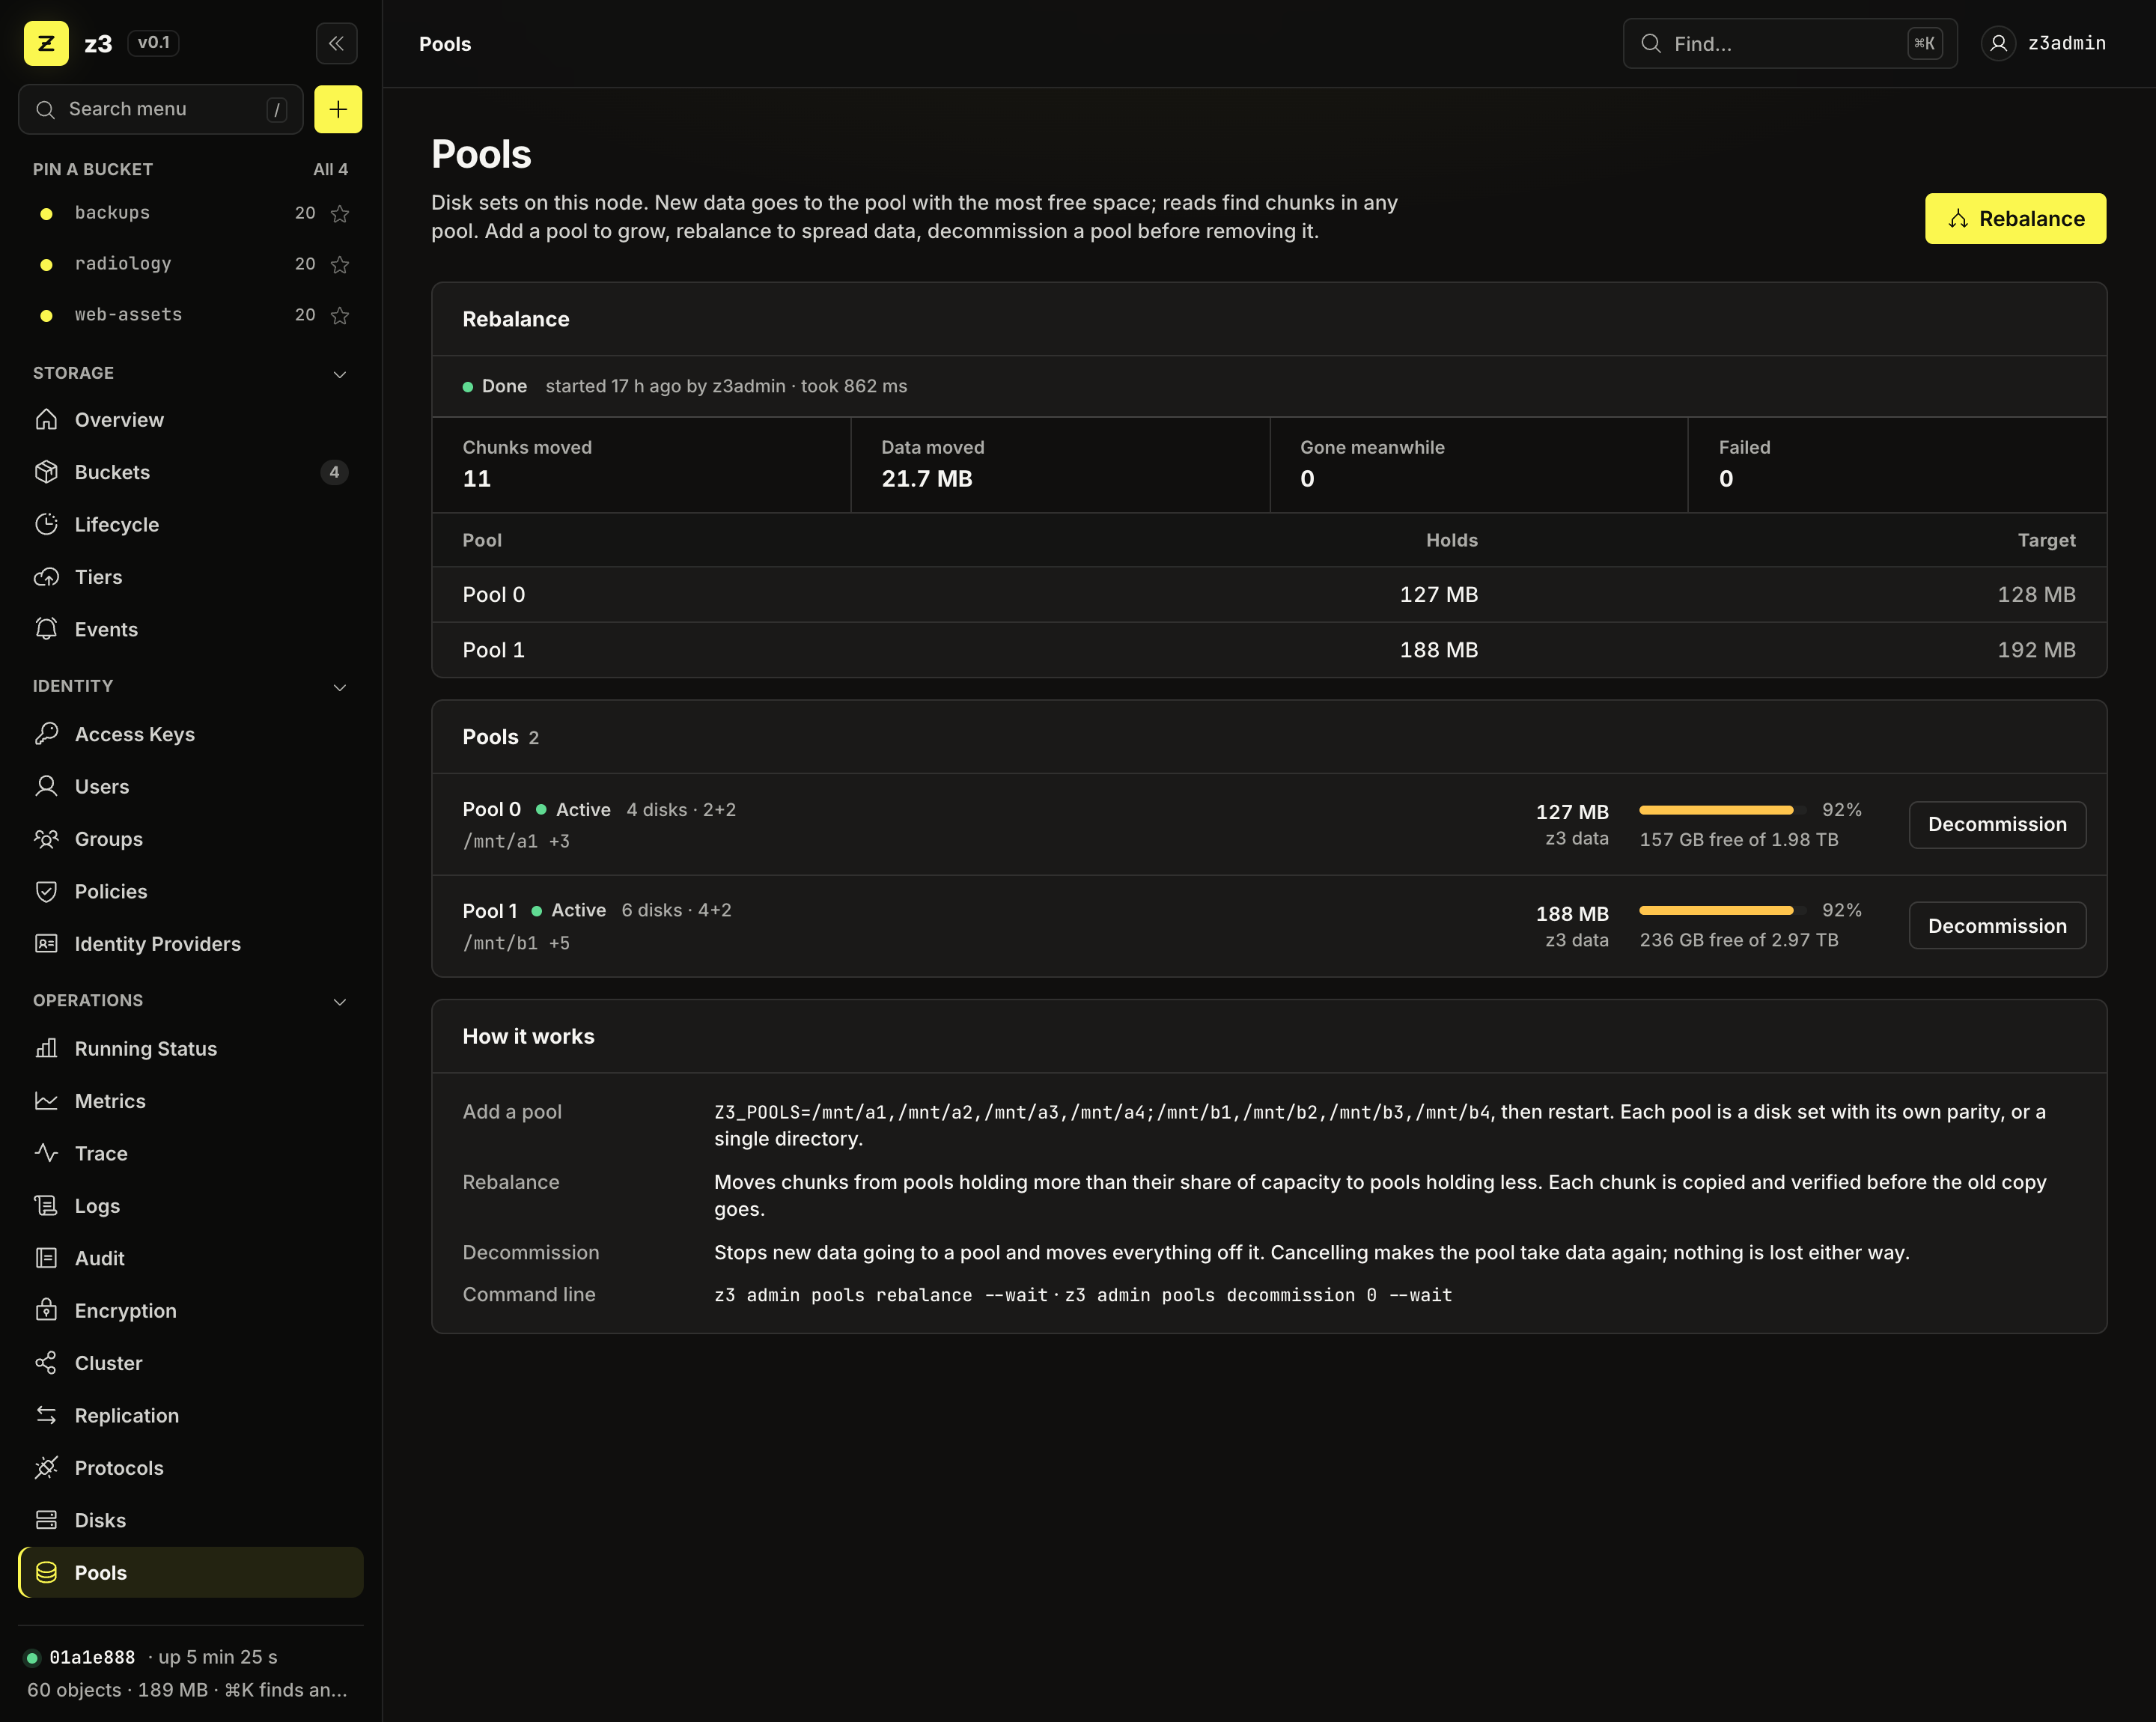 z3 v0.1
Search menu /
PIN A BUCKET All 4
backups 20
radiology 20
web-assets 20
STORAGE
Overview
Buckets 4
Lifecycle
Tiers
Events
IDENTITY
Access Keys
Users
Groups
Policies
Identity Providers
OPERATIONS
Running Status
Metrics
Trace
Logs
Audit
Encryption
Cluster
Replication
Protocols
Disks
Pools
01a1e888 · up 5 min 25 s
60 objects · 189 MB · ⌘K finds an...
Pools
Find... ⌘K
z3admin
Pools
Disk sets on this node. New data goes to the pool with the most free space; reads find chunks in any
pool. Add a pool to grow, rebalance to spread data, decommission a pool before removing it.
Rebalance
Rebalance
Done started 17 h ago by z3admin · took 862 ms
Chunks moved
11
Data moved
21.7 MB
Gone meanwhile
0
Failed
0
Pool Holds Target
Pool 0 127 MB 128 MB
Pool 1 188 MB 192 MB
Pools 2
Pool 0 Active 4 disks · 2+2
/mnt/a1 +3
127 MB
z3 data
92%
157 GB free of 1.98 TB
Decommission
Pool 1 Active 6 disks · 4+2
/mnt/b1 +5
188 MB
z3 data
92%
236 GB free of 2.97 TB
Decommission
How it works
Add a pool
Z3_POOLS=/mnt/a1,/mnt/a2,/mnt/a3,/mnt/a4;/mnt/b1,/mnt/b2,/mnt/b3,/mnt/b4, then restart. Each pool is a disk set with its own parity, or a
single directory.
Rebalance
Moves chunks from pools holding more than their share of capacity to pools holding less. Each chunk is copied and verified before the old copy
goes.
Decommission
Stops new data going to a pool and moves everything off it. Cancelling makes the pool take data again; nothing is lost either way.
Command line
z3 admin pools rebalance --wait · z3 admin pools decommission 0 --wait